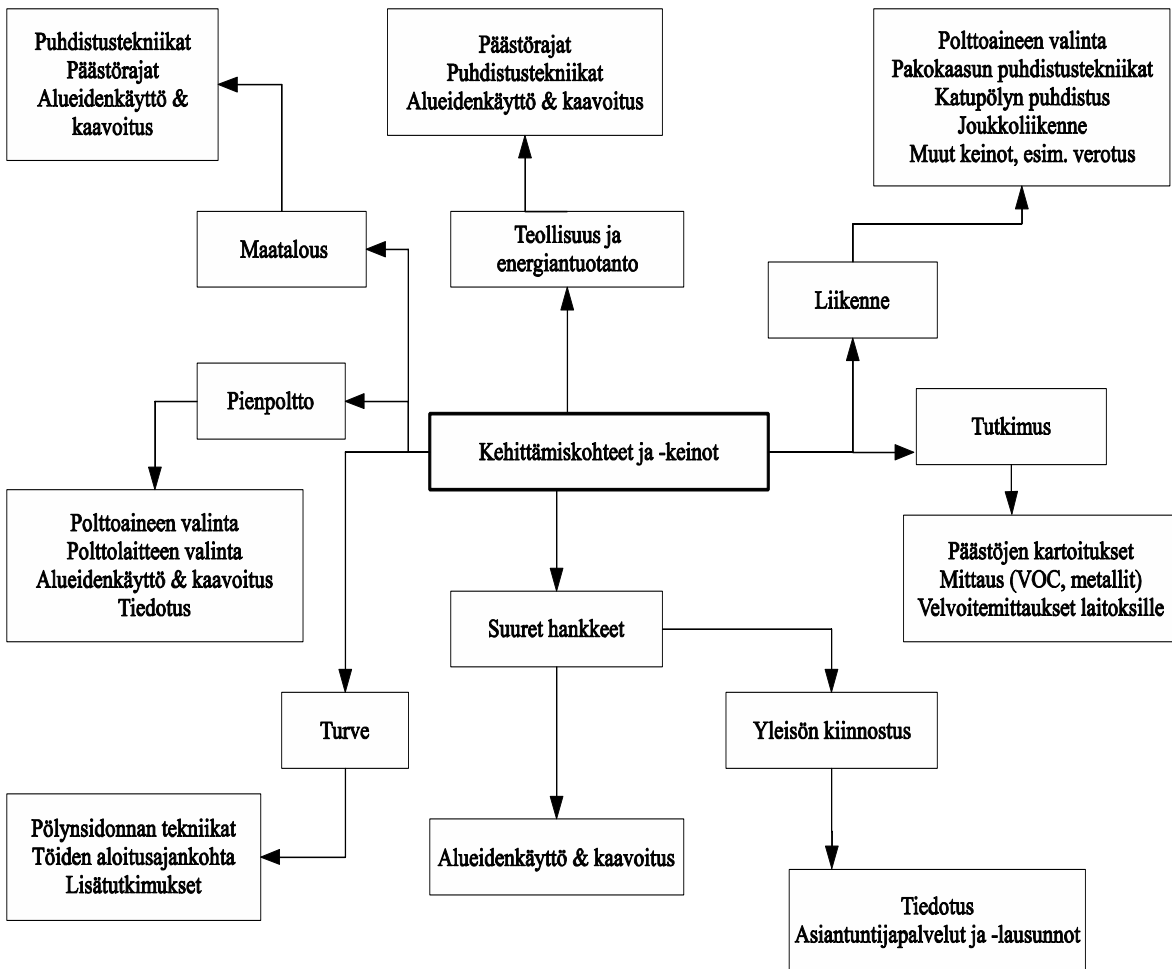 Puhdistustekniikat
Päästörajat
Alueidenkäyttö &
kaavoitus
Päästörajat
Puhdistustekniikat
Alueidenkäyttö & kaavoitus
Polttoaineen valinta
Pakokaasun puhdistustekniikat
Katupölyn puhdistus
Joukkoliikenne
Muut keinot, esim. verotus
Maatalous
Teollisuus ja
energiantuotanto
Liikenne
Pienpoltto
Kehittämiskohteet ja -keinot
Tutkimus
Polttoaineen valinta
Polttolaitteen valinta
Alueidenkäyttö & kaavoitus
Tiedotus
Päästöjen kartoitukset
Mittaus (VOC, metallit)
Velvoitemittaukset laitoksille
Suuret hankkeet
Turve
Yleisön kiinnostus
Pölynsidonnan tekniikat
Töiden aloitusajankohta
Lisätutkimukset
Alueidenkäyttö & kaavoitus
Tiedotus
Asiantuntijapalvelut ja -lausunnot